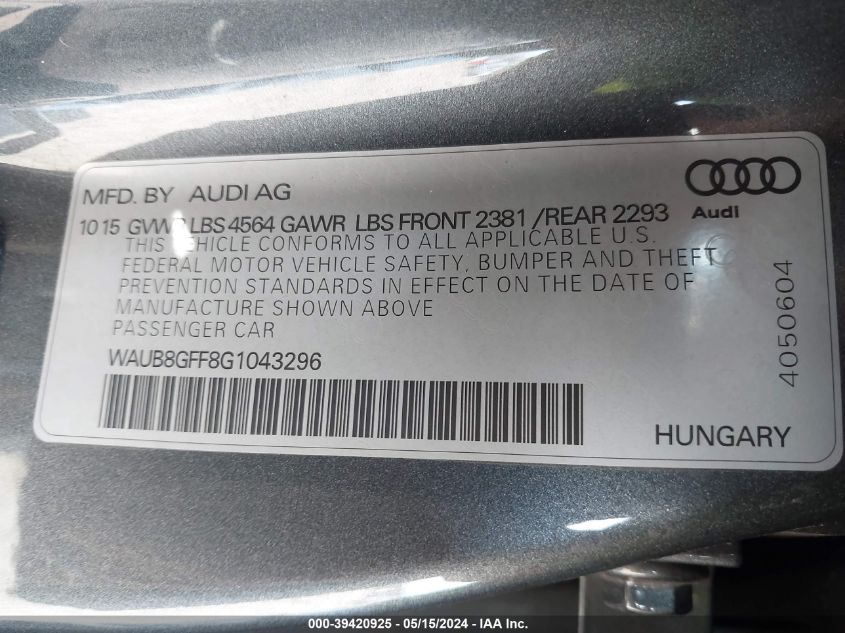 MFD. BY AUDI AG
10 15 GVWR LBS 4564 GAWR LBS FRONT 2381 / REAR 2293
Audi
THIS VEHICLE CONFORMS TO ALL APPLICABLE U.S.
FEDERAL MOTOR VEHICLE SAFETY, BUMPER AND THEFT
PREVENTION STANDARDS IN EFFECT ON THE DATE OF
MANUFACTURE SHOWN ABOVE
PASSENGER CAR
WAUB8GFF8G1043296
4050604
HUNGARY
000-39420925 - 05/15/2024 - IAA Inc.